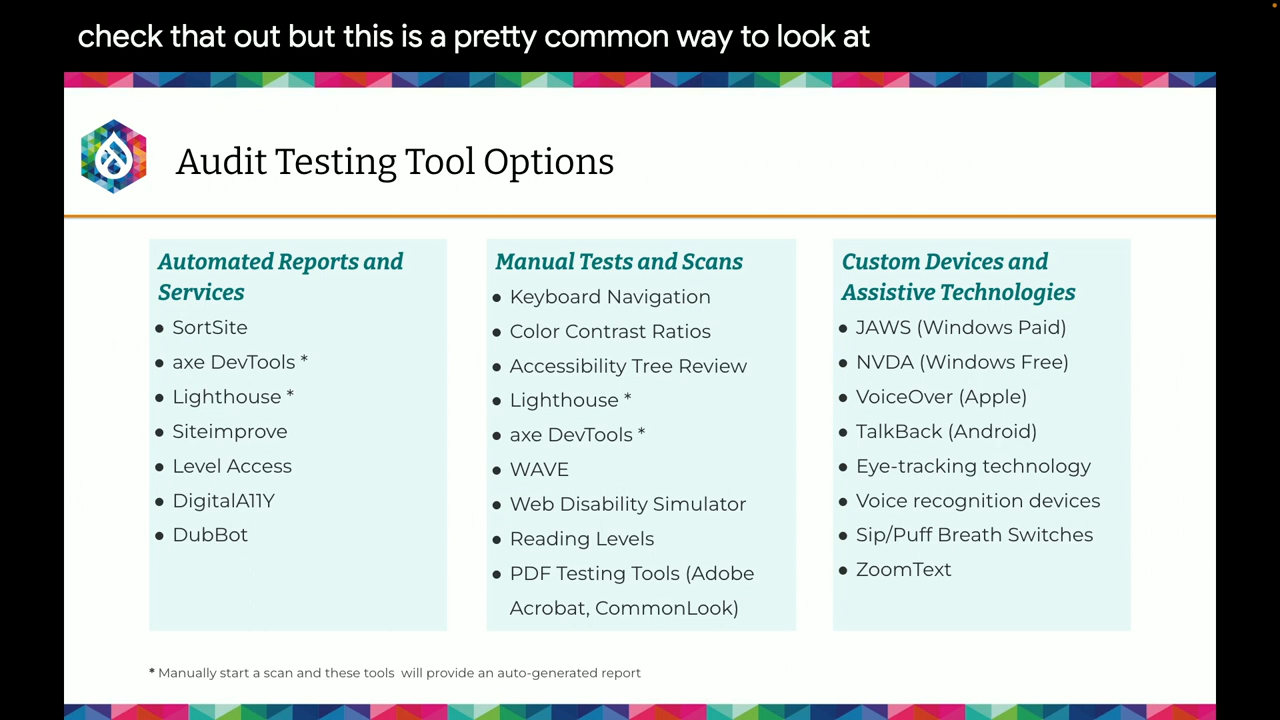 check that out but this is a pretty common way to look at
Audit Testing Tool Options
Automated Reports and
Services
● SortSite
● axe DevTools *
● Lighthouse *
● Siteimprove
● Level Access
● DigitalA11Y
● DubBot
Manual Tests and Scans
● Keyboard Navigation
● Color Contrast Ratios
● Accessibility Tree Review
● Lighthouse *
● axe DevTools *
● WAVE
● Web Disability Simulator
● Reading Levels
● PDF Testing Tools (Adobe
Acrobat, CommonLook)
Custom Devices and
Assistive Technologies
● JAWS (Windows Paid)
● NVDA (Windows Free)
● VoiceOver (Apple)
● TalkBack (Android)
● Eye-tracking technology
● Voice recognition devices
● Sip/Puff Breath Switches
● ZoomText
* Manually start a scan and these tools will provide an auto-generated report